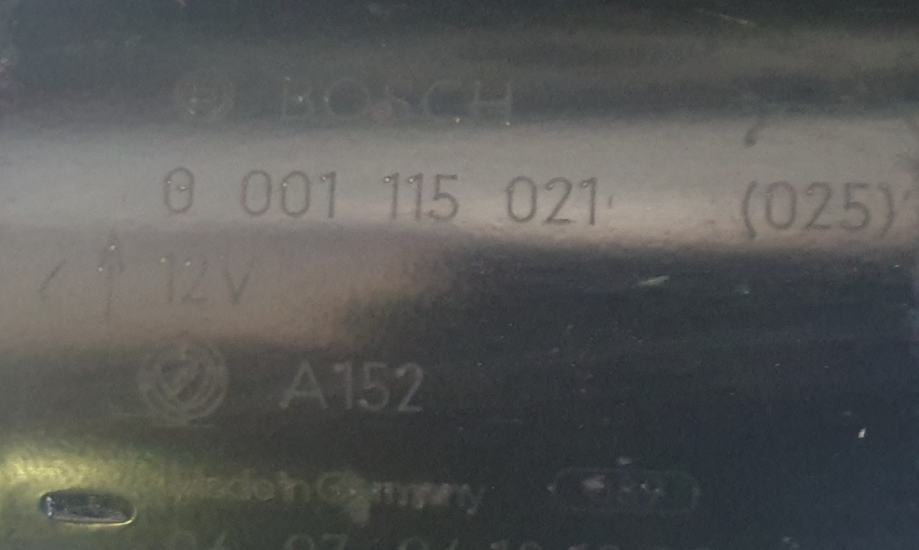 BOSCH
0 001 115 021 (025)
12V
A152
Made in Germany